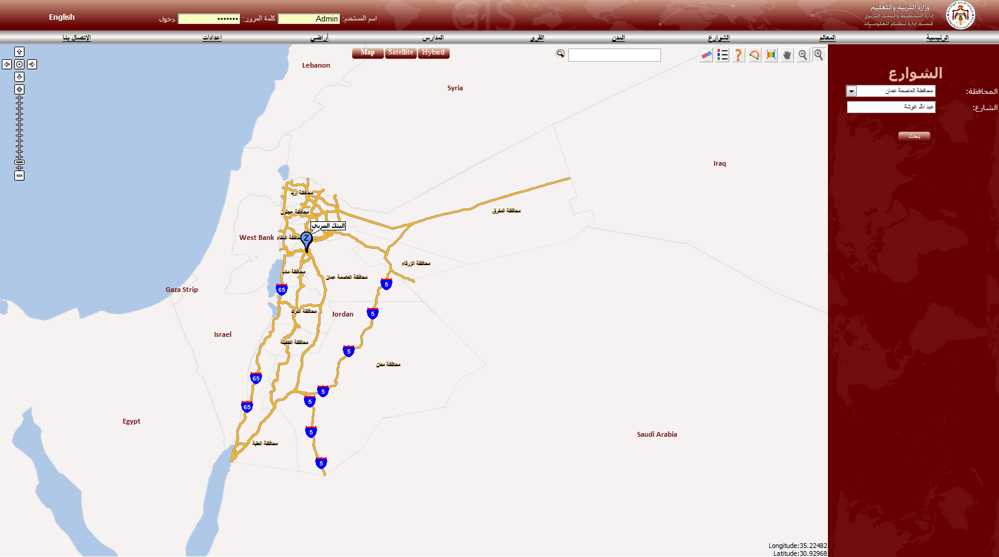 وزارة التربية والتعليم
إدارة التخطيط والبحث التربوي
قسم إدارة نظام المعلومات
اسم المستخدم: Admin كلمة المرور: ••••••• دخول
English
GIS
الرئيسية المعالم الشوارع المدن القرى المدارس أراضي اعدادات الاتصال بنا
Map Satellite Hybird
الشوارع
المحافظة: محافظة العاصمة عمان
الشارع: عبد الله غوشة
بحث
Lebanon
Syria
Iraq
محافظة إربد
محافظة عجلون
محافظة المفرق
البنك العربي
Z
West Bank
محافظة البلقاء
محافظة الزرقاء
محافظة مادبا
محافظة العاصمة عمان
5
65
Gaza Strip
محافظة الكرك
Jordan
5
Israel
محافظة الطفيلة
5
محافظة معان
65
5
5
65
Egypt
5
Saudi Arabia
محافظة العقبة
5
Longitude:35.22482
Latitude:30.92968